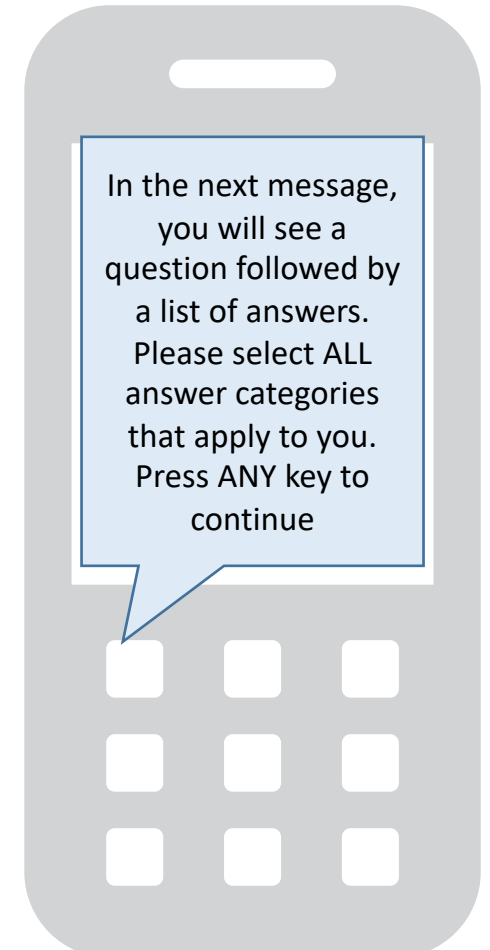 In the next message,
you will see a
question followed by
a list of answers.
Please select ALL
answer categories
that apply to you.
Press ANY key to
continue